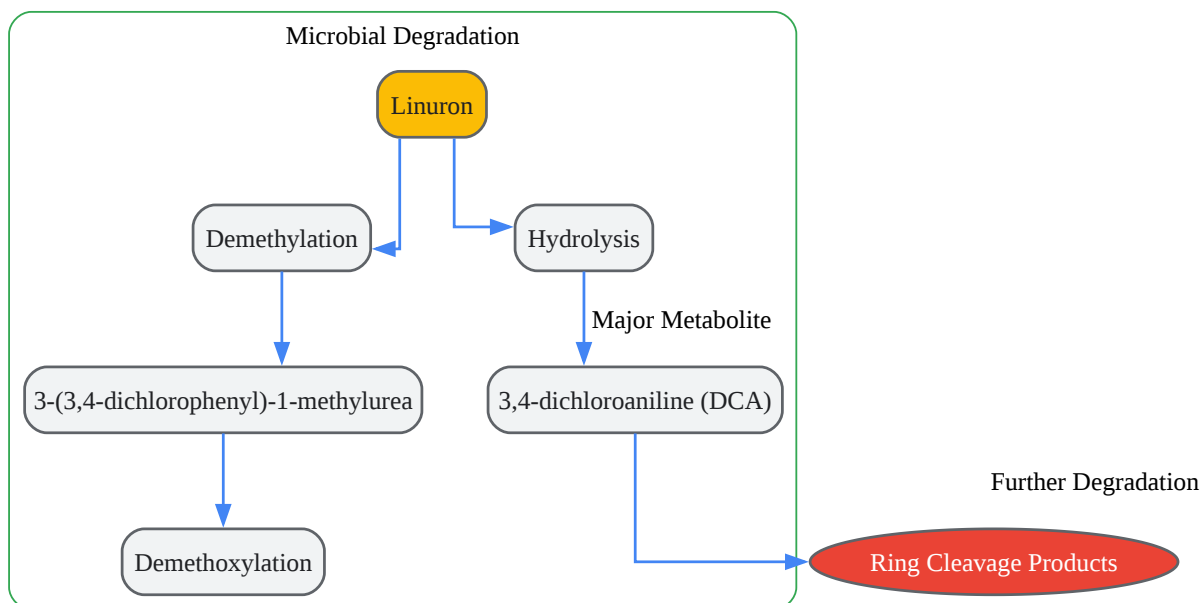 Microbial Degradation
Linuron
Demethylation
Hydrolysis
Major Metabolite
3-(3,4-dichlorophenyl)-1-methylurea
3,4-dichloroaniline (DCA)
Further Degradation
Demethoxylation
Ring Cleavage Products